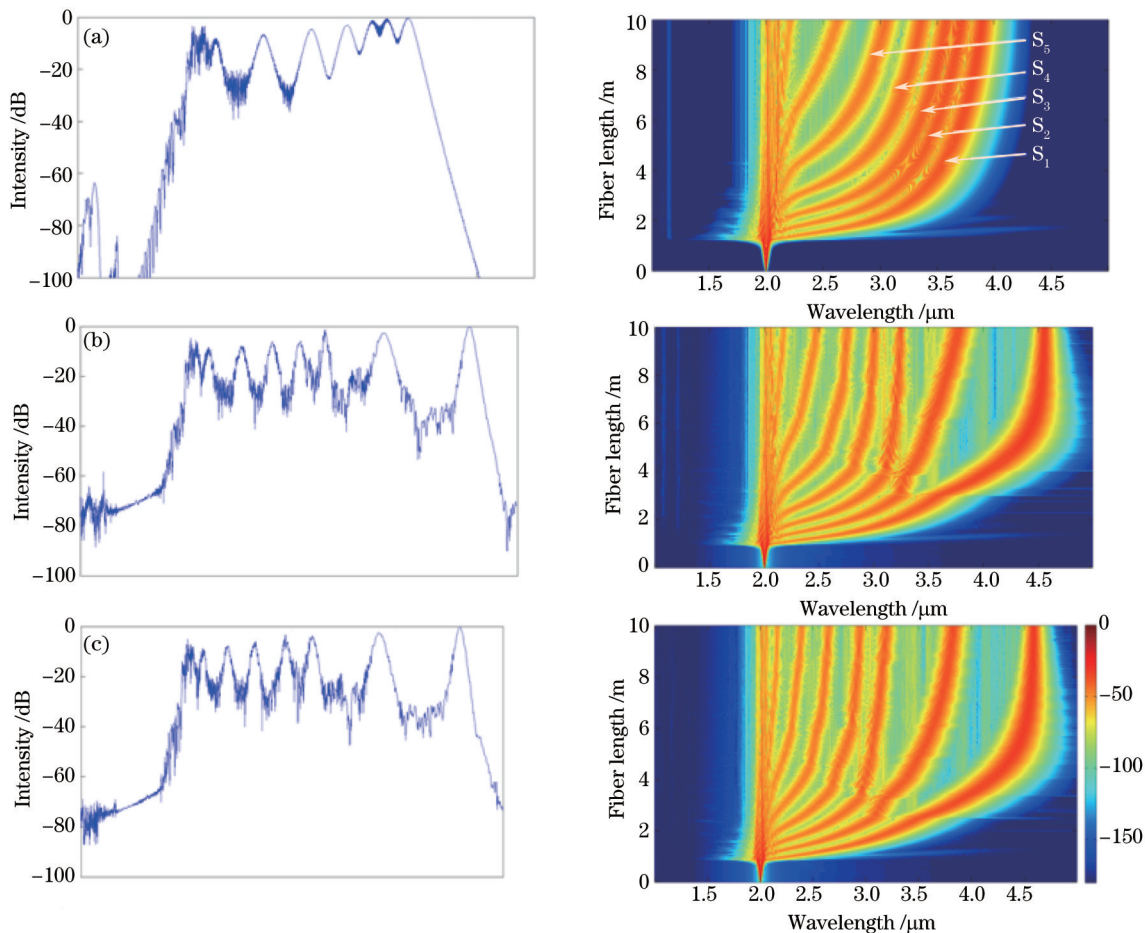 (a)
Intensity /dB
0
−20
−40
−60
−80
−100
Fiber length /m
10
8
6
4
2
0
S5
S4
S3
S2
S1
1.5 2.0 2.5 3.0 3.5 4.0 4.5
Wavelength /μm
(b)
Intensity /dB
0
−20
−40
−60
−80
−100
Fiber length /m
10
8
6
4
2
0
1.5 2.0 2.5 3.0 3.5 4.0 4.5
Wavelength /μm
(c)
Intensity /dB
0
−20
−40
−60
−80
−100
Fiber length /m
10
8
6
4
2
0
1.5 2.0 2.5 3.0 3.5 4.0 4.5
Wavelength /μm
0
−50
−100
−150